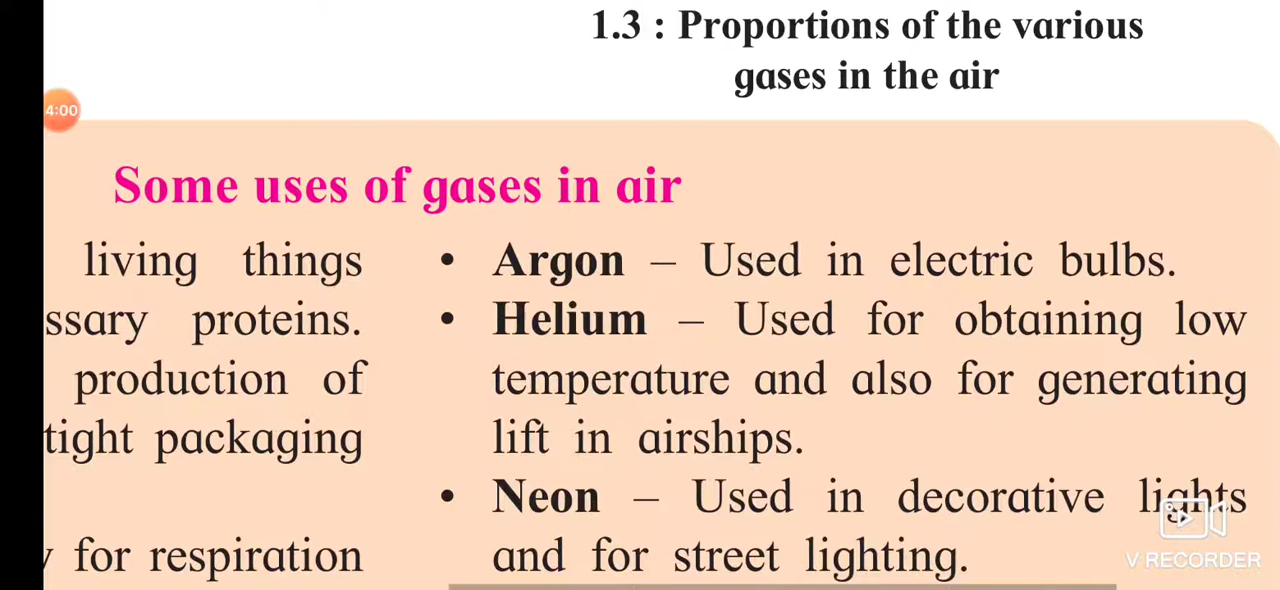 1.3 : Proportions of the various
gases in the air
4:00
Some uses of gases in air
living things
ssary proteins.
production of
tight packaging
for respiration
• Argon – Used in electric bulbs.
• Helium – Used for obtaining low
temperature and also for generating
lift in airships.
• Neon – Used in decorative lights
and for street lighting.
V RECORDER